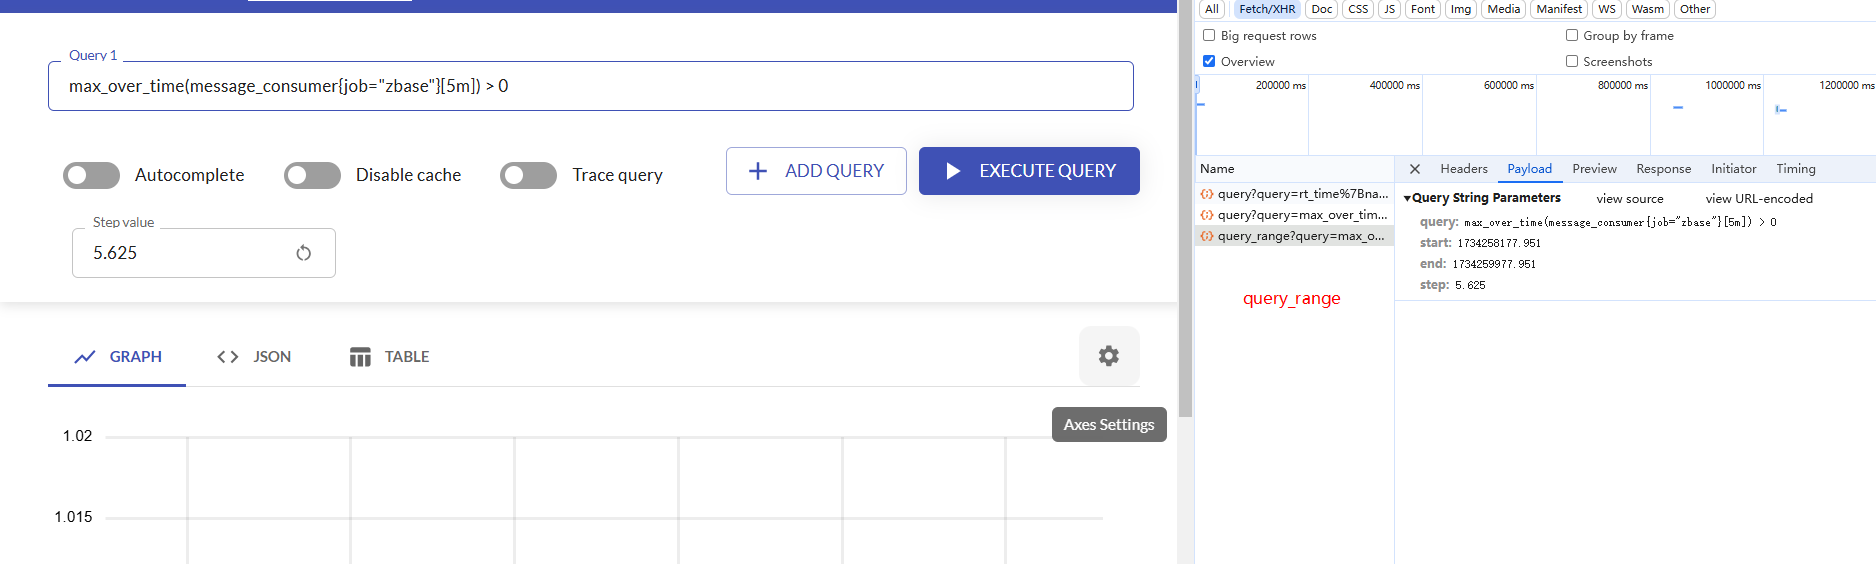 Query 1
max_over_time(message_consumer{job="zbase"}[5m]) > 0
Autocomplete
Disable cache
Trace query
ADD QUERY
EXECUTE QUERY
Step value
5.625
GRAPH
JSON
TABLE
Axes Settings
1.02
1.015
All
Fetch/XHR
Doc
CSS
JS
Font
Img
Media
Manifest
WS
Wasm
Other
Big request rows
Group by frame
Overview
Screenshots
200000 ms
400000 ms
600000 ms
800000 ms
1000000 ms
1200000 ms
Name
Headers
Payload
Preview
Response
Initiator
Timing
query?query=rt_time%7Bna...
query?query=max_over_tim...
query_range?query=max_o...
query_range
Query String Parameters
view source
view URL-encoded
query: max_over_time(message_consumer{job="zbase"}[5m]) > 0
start: 1734258177.951
end: 1734259977.951
step: 5.625